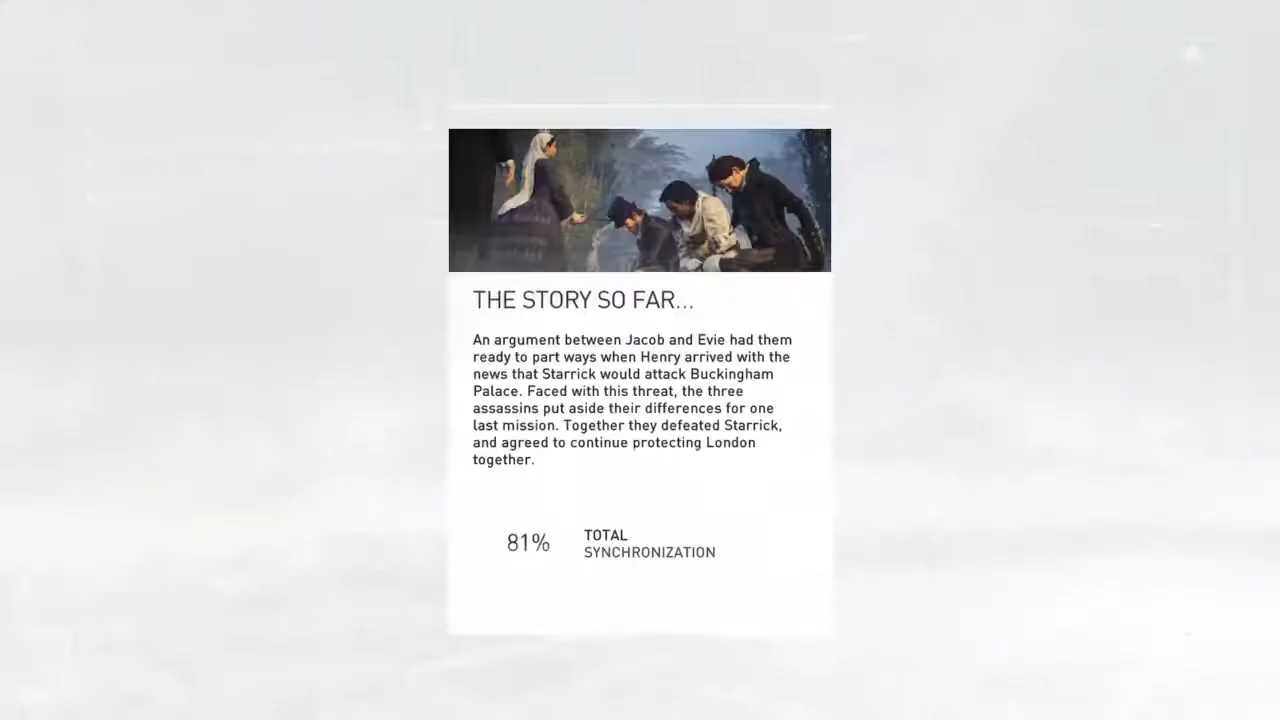 THE STORY SO FAR...
An argument between Jacob and Evie had them
ready to part ways when Henry arrived with the
news that Starrick would attack Buckingham
Palace. Faced with this threat, the three
assassins put aside their differences for one
last mission. Together they defeated Starrick,
and agreed to continue protecting London
together.
81%
TOTAL
SYNCHRONIZATION